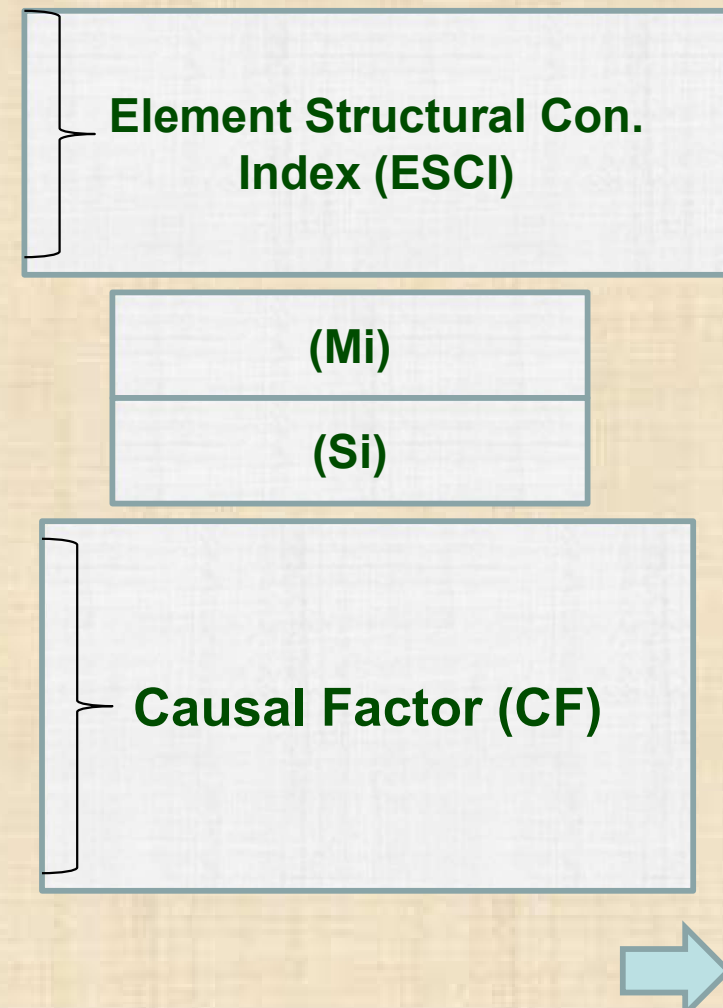 Element Structural Con.
Index (ESCI)
(Mi)
(Si)
Causal Factor (CF)